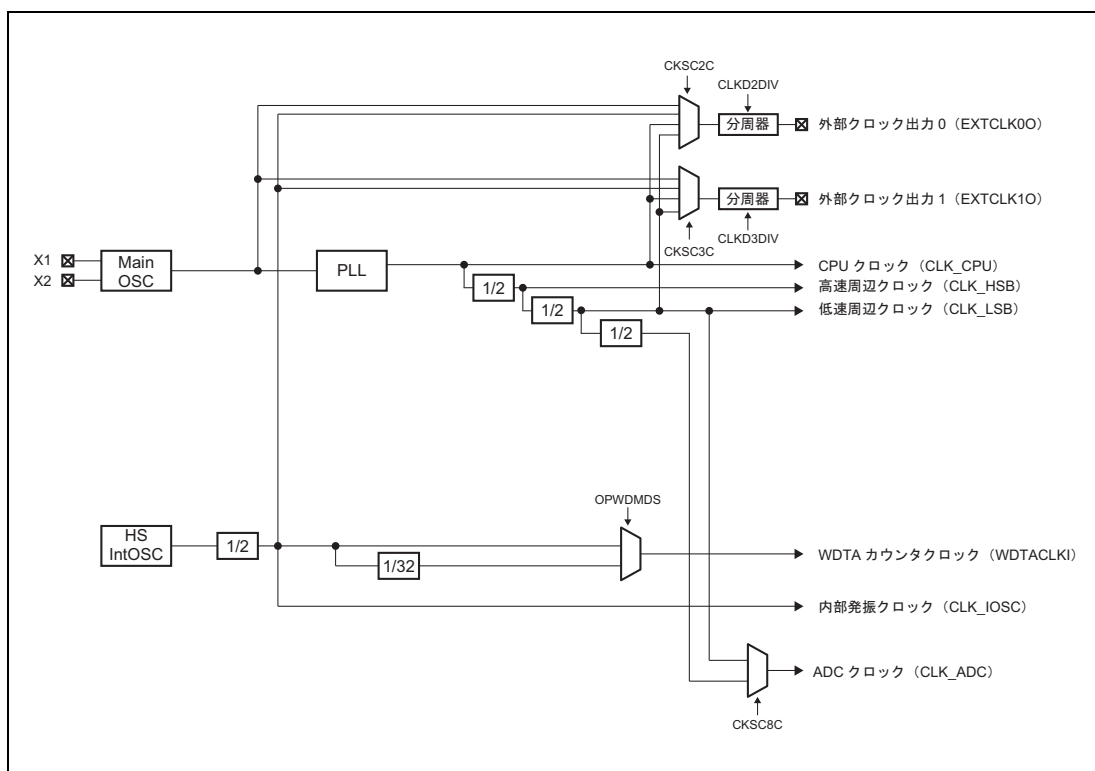 CKSC2C
CLKD2DIV
分周器
外部クロック出力 0（EXTCLK0O）
分周器
外部クロック出力 1（EXTCLK1O）
CKSC3C
CLKD3DIV
X1
X2
Main
OSC
PLL
CPU クロック（CLK_CPU）
1/2
高速周辺クロック（CLK_HSB）
1/2
低速周辺クロック（CLK_LSB）
1/2
OPWDMDS
HS
IntOSC
1/2
1/32
WDTA カウンタクロック（WDTACLKI）
内部発振クロック（CLK_IOSC）
ADC クロック（CLK_ADC）
CKSC8C